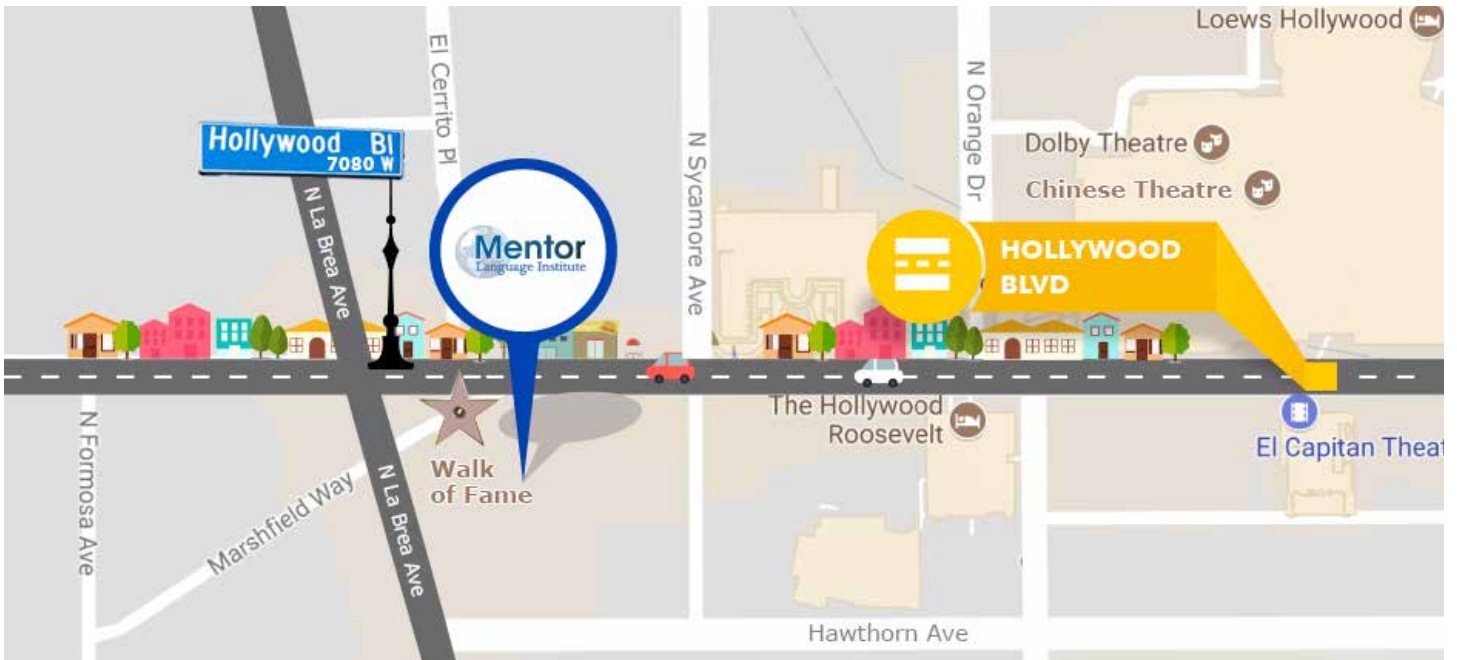 Loews Hollywood
El Cerrito Pl
Hollywood Bl
7080 W
N La Brea Ave
Mentor
Language Institute
N Sycamore Ave
N Orange Dr
Dolby Theatre
Chinese Theatre
HOLLYWOOD
BLVD
The Hollywood
Roosevelt
El Capitan Theat
N Formosa Ave
Walk
of Fame
Marshfield Way
N La Brea Ave
Hawthorn Ave